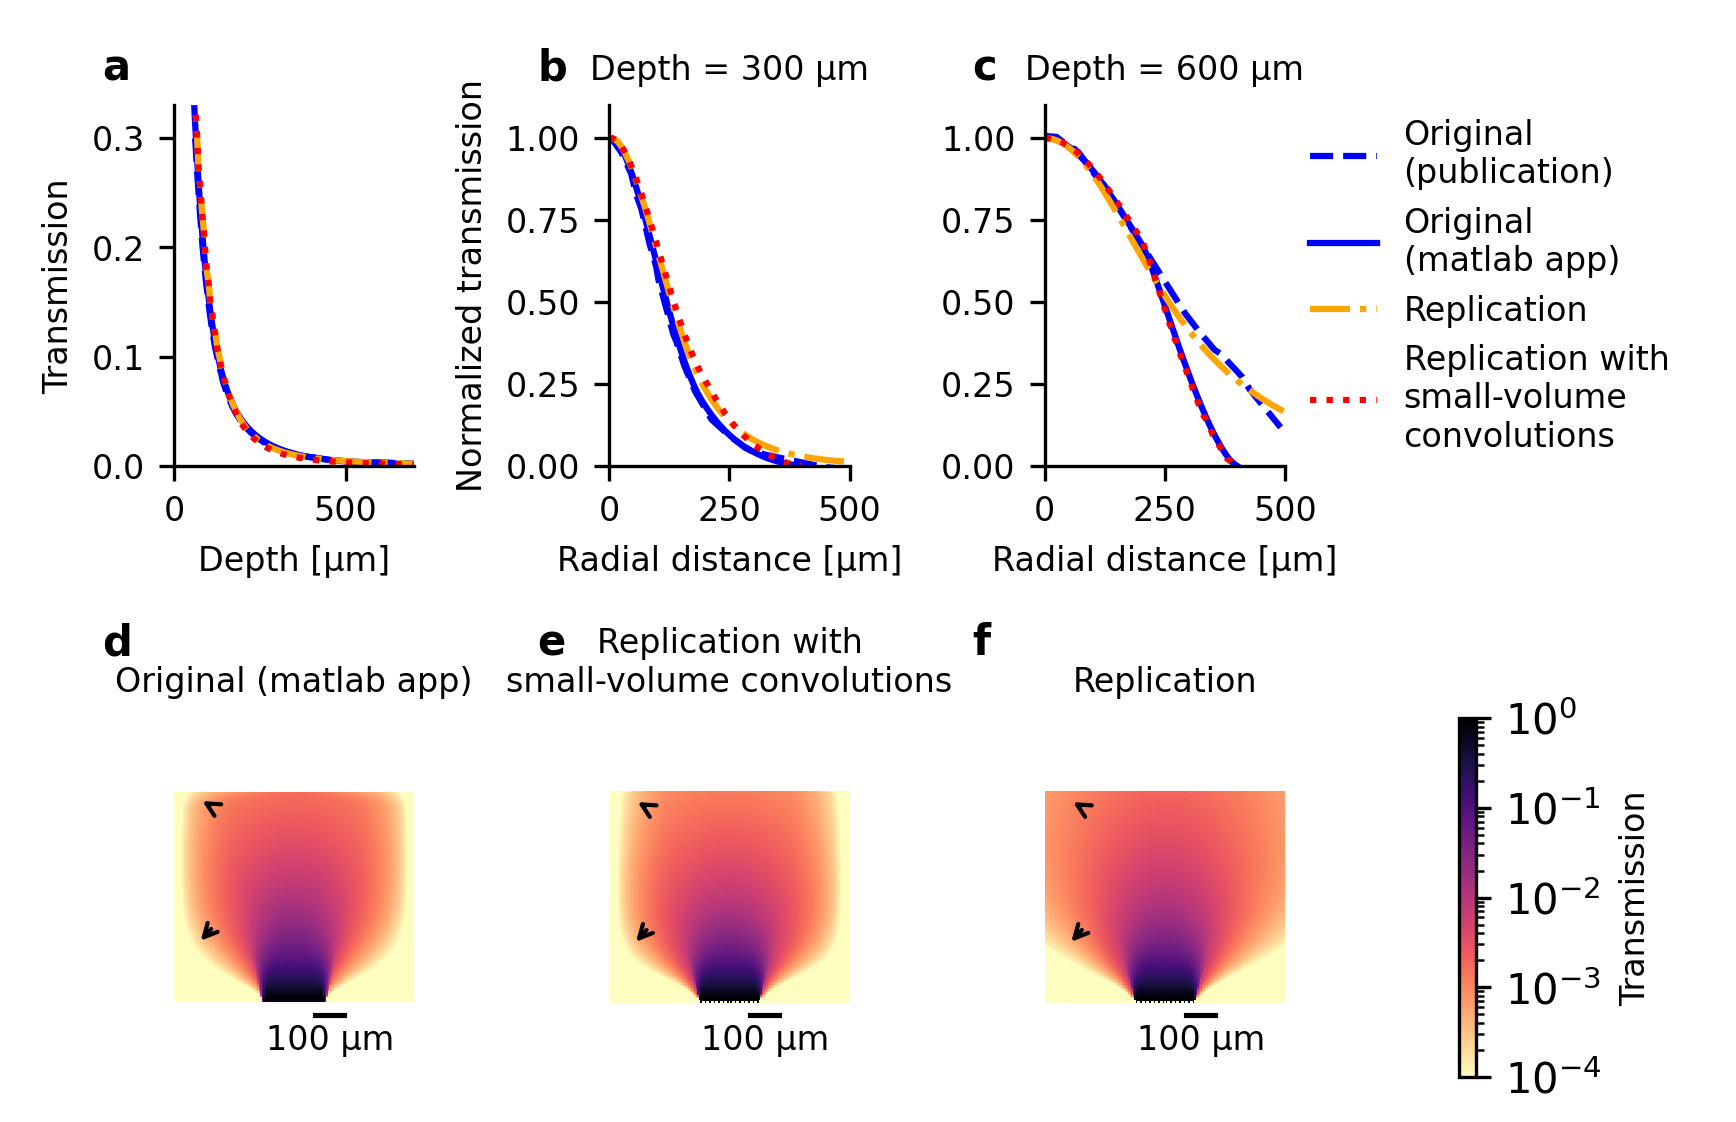 a
0.3
0.2
0.1
0.0
Transmission
0
500
Depth [µm]
b
Depth = 300 µm
1.00
0.75
0.50
0.25
0.00
Normalized transmission
0
250
500
Radial distance [µm]
c
Depth = 600 µm
1.00
0.75
0.50
0.25
0.00
0
250
500
Radial distance [µm]
Original
(publication)
Original
(matlab app)
Replication
Replication with
small-volume
convolutions
d
Original (matlab app)
100 µm
e
Replication with
small-volume convolutions
100 µm
f
Replication
100 µm
10⁰
10⁻¹
10⁻²
10⁻³
10⁻⁴
Transmission